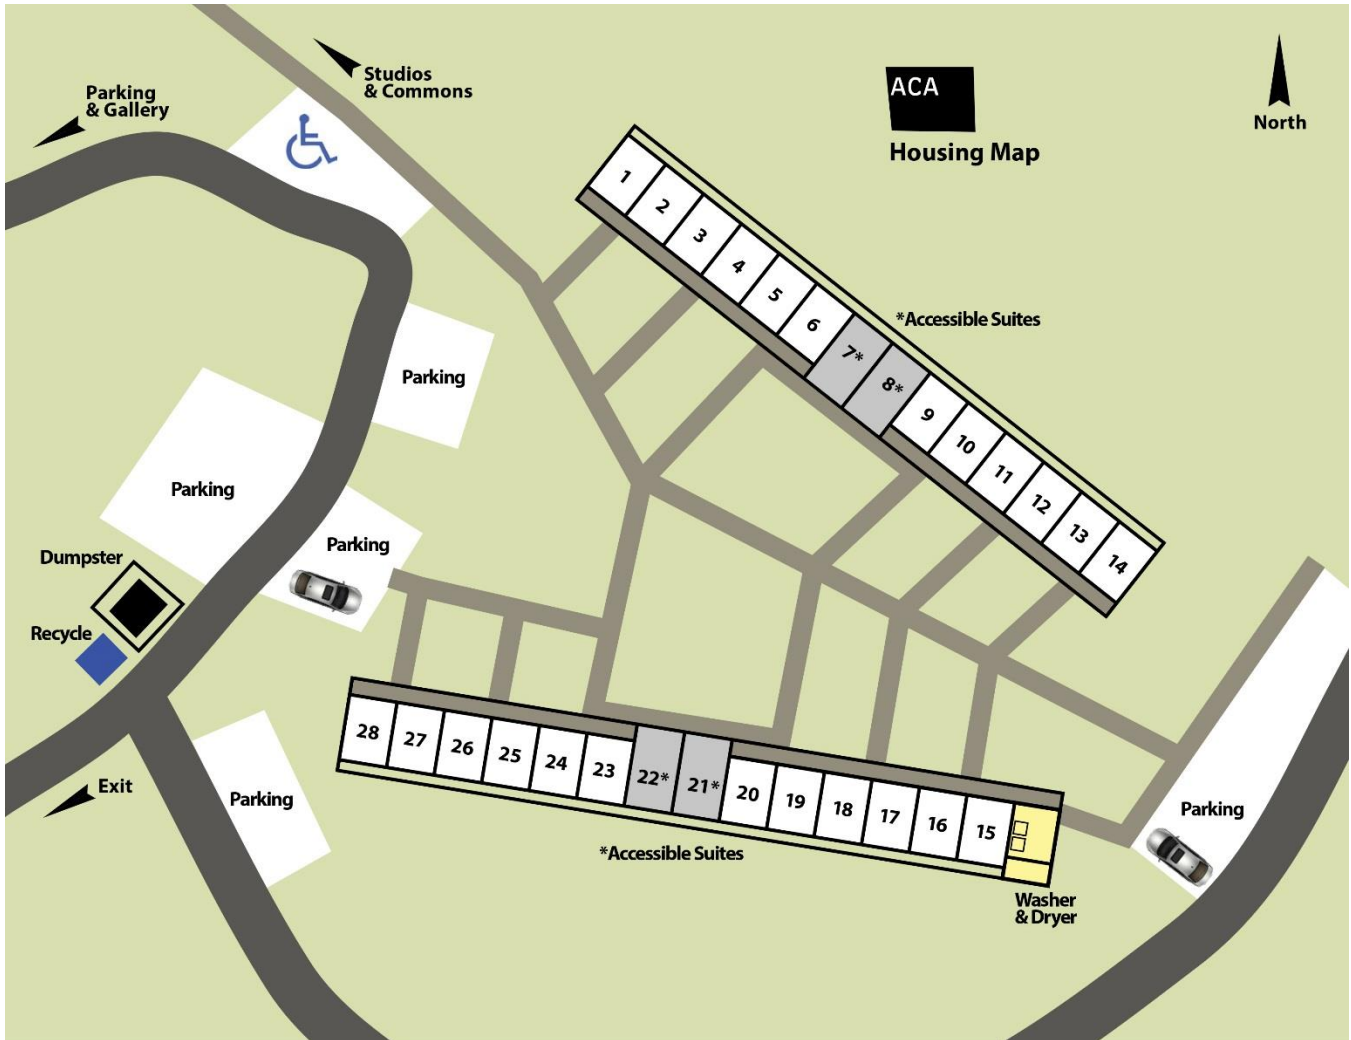 Parking
& Gallery
Studios
& Commons
ACA
Housing Map
North
1
2
3
4
5
6
7*
8*
9
10
11
12
13
14
*Accessible Suites
Parking
Parking
Parking
Dumpster
Recycle
Exit
Parking
28
27
26
25
24
23
22*
21*
20
19
18
17
16
15
*Accessible Suites
Washer
& Dryer
Parking